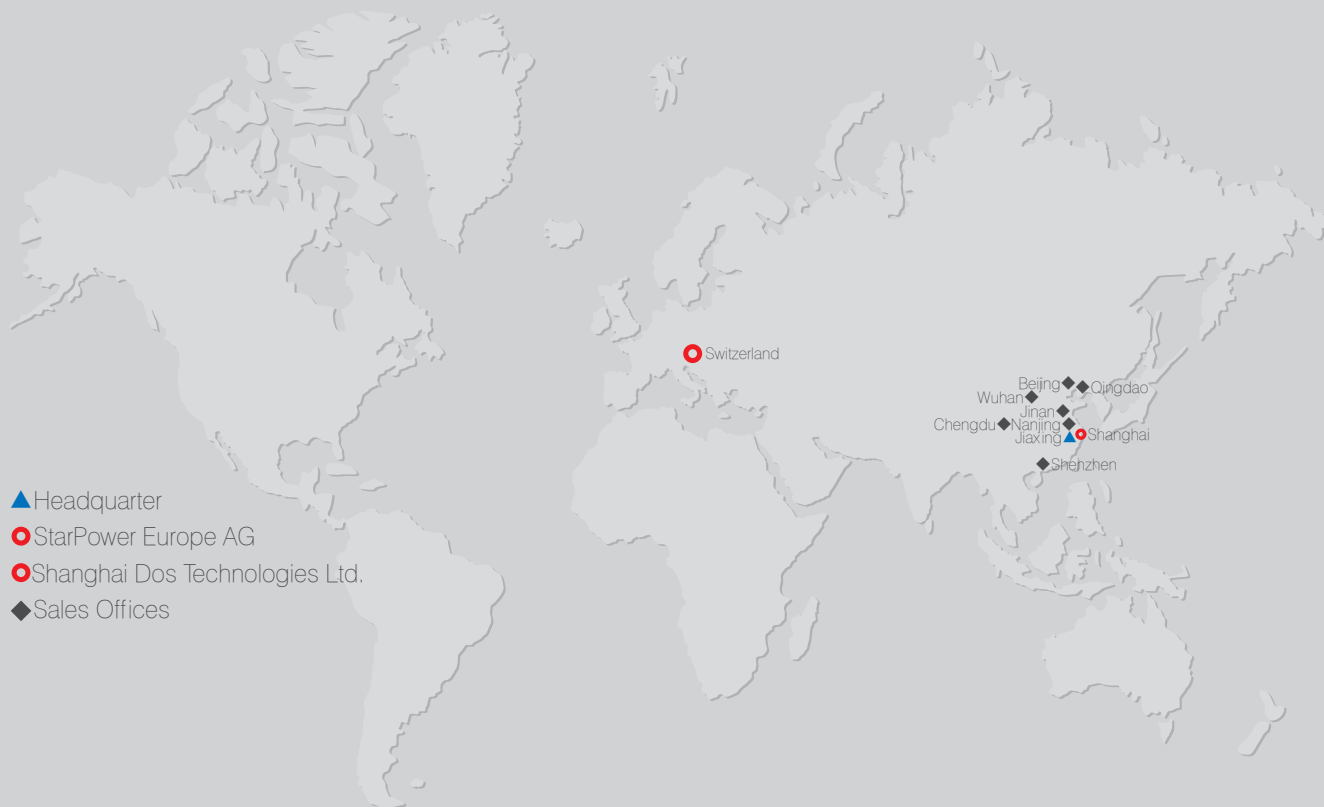 Switzerland
Beijing
Qingdao
Wuhan
Jinan
Chengdu
Nanjing
Jiaxing
Shanghai
Shenzhen
Headquarter
StarPower Europe AG
Shanghai Dos Technologies Ltd.
Sales Offices